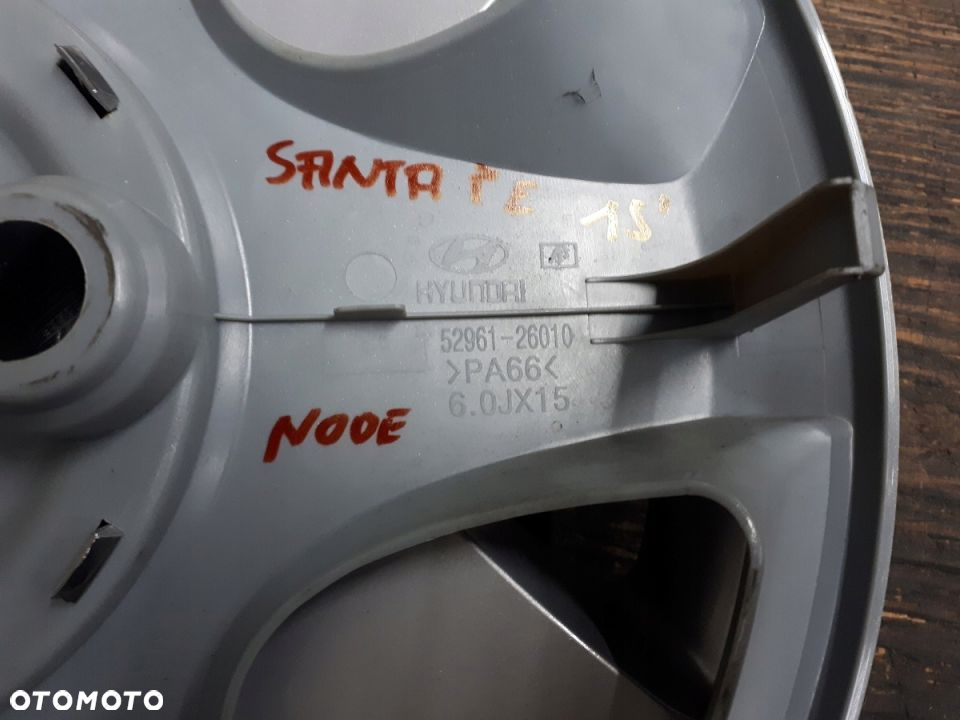 SANTA FE 15"
HYUNDAI
52961-26010
>PA66<
6.0JX15
NOOE
OTOMOTO